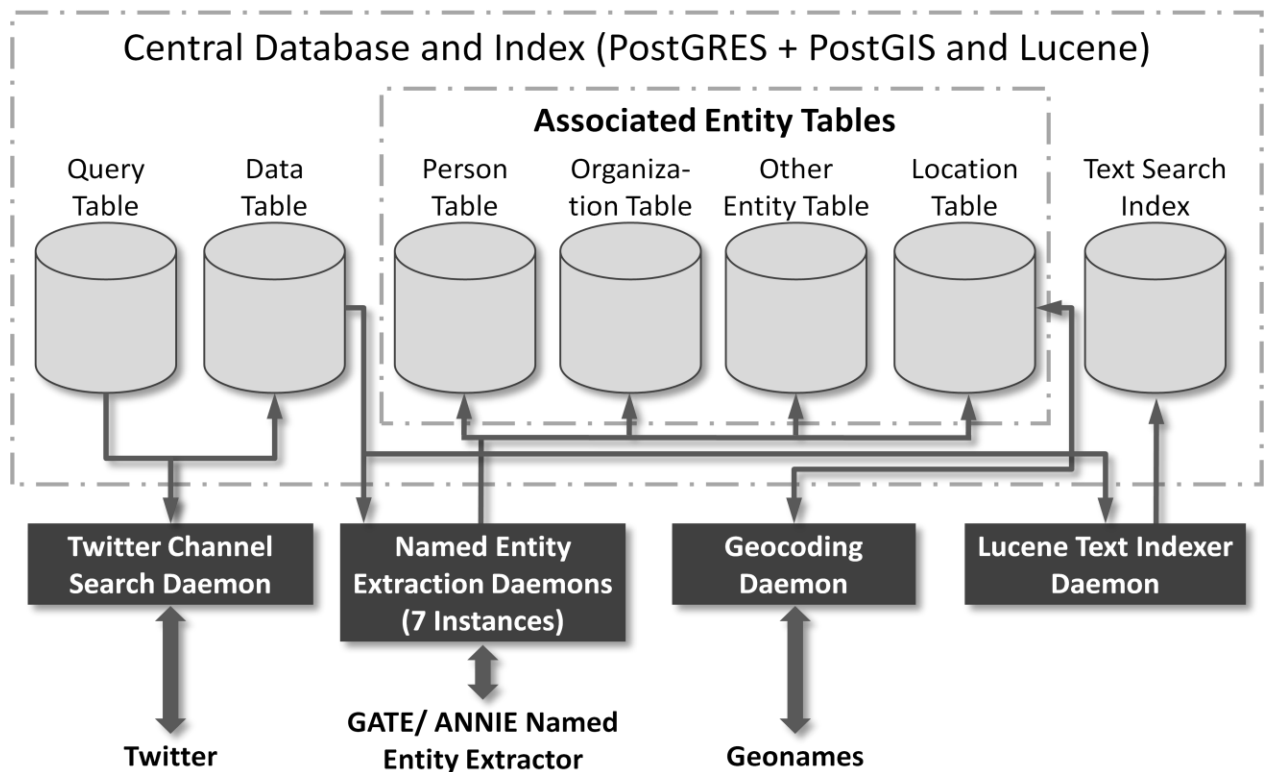 Central Database and Index (PostGRES + PostGIS and Lucene)
Associated Entity Tables
Query
Table
Data
Table
Person
Table
Organiza-
tion Table
Other
Entity Table
Location
Table
Text Search
Index
Twitter Channel
Search Daemon
Named Entity
Extraction Daemons
(7 Instances)
Geocoding
Daemon
Lucene Text Indexer
Daemon
Twitter
GATE/ ANNIE Named
Entity Extractor
Geonames